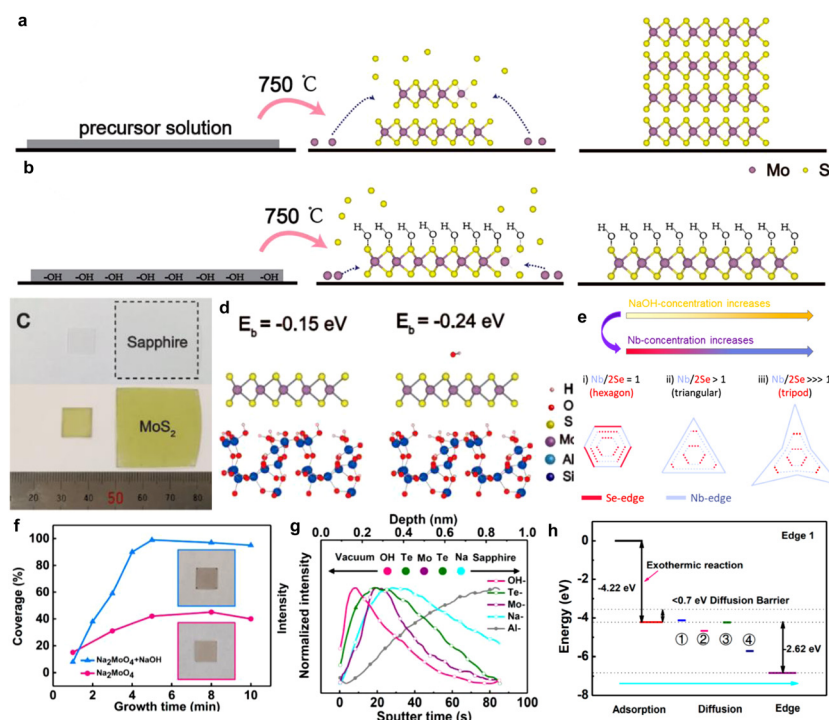 a
750 ℃
precursor solution
Mo
S
b
750 ℃
H H H H H H H H
O O O O O O O O
-OH -OH -OH -OH -OH -OH -OH -OH
C
Sapphire
MoS2
20 30 40 50 60 70 80
d
Eb = -0.15 eV
Eb = -0.24 eV
H
O
S
Mo
Al
Si
e
NaOH-concentration increases
Nb-concentration increases
i) Nb/2Se = 1
(hexagon)
ii) Nb/2Se > 1
(triangular)
iii) Nb/2Se >>> 1
(tripod)
Se-edge
Nb-edge
f
Coverage (%)
100
80
60
40
20
0
Na2MoO4+NaOH
Na2MoO4
0 2 4 6 8 10
Growth time (min)
g
Depth (nm)
0.0 0.2 0.4 0.6 0.8
Normalized intensity
Intensity
Vacuum OH Te Mo Te Na Sapphire
OH-
Te-
Mo-
Na-
Al-
0 20 40 60 80 100
Sputter time (s)
h
Edge 1
Energy (eV)
0
-2
-4
-6
-8
Exothermic reaction
-4.22 eV
<0.7 eV Diffusion Barrier
① ② ③ ④
-2.62 eV
Adsorption Diffusion Edge